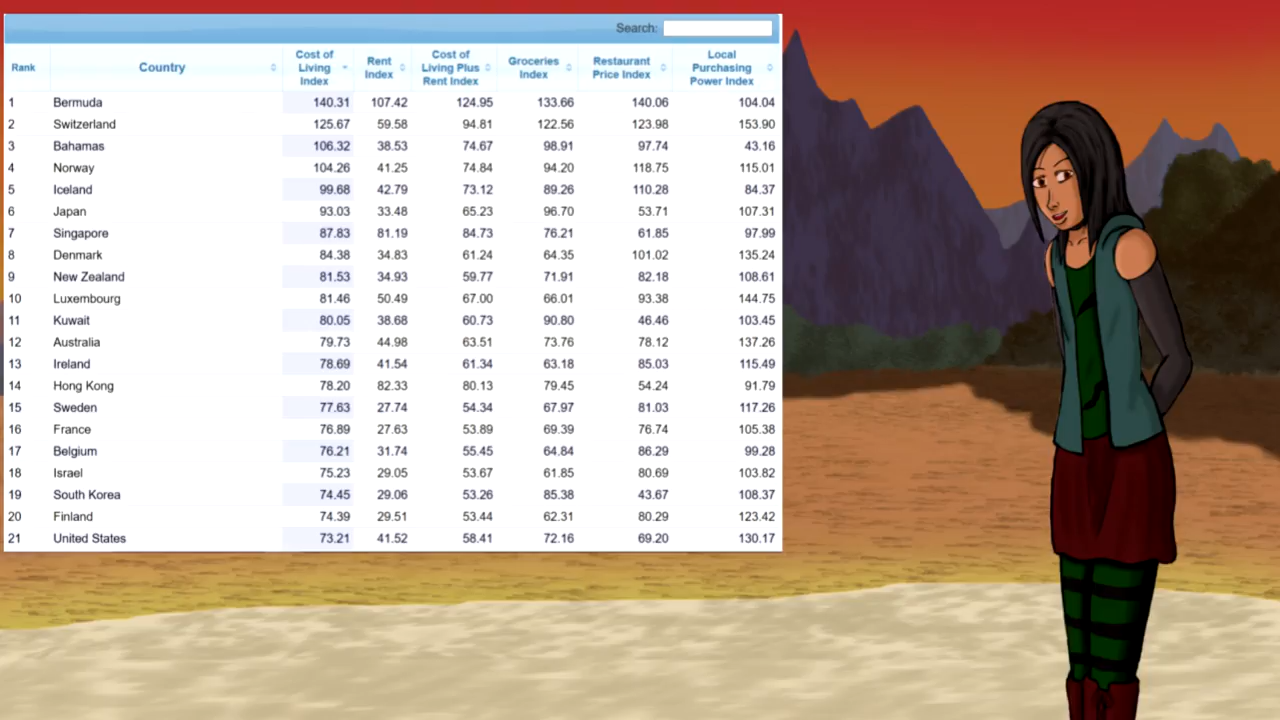 Search:
Rank Country Cost of Living Index Rent Index Cost of Living Plus Rent Index Groceries Index Restaurant Price Index Local Purchasing Power Index
1 Bermuda 140.31 107.42 124.95 133.66 140.06 104.04
2 Switzerland 125.67 59.58 94.81 122.56 123.98 153.90
3 Bahamas 106.32 38.53 74.67 98.91 97.74 43.16
4 Norway 104.26 41.25 74.84 94.20 118.75 115.01
5 Iceland 99.68 42.79 73.12 89.26 110.28 84.37
6 Japan 93.03 33.48 65.23 96.70 53.71 107.31
7 Singapore 87.83 81.19 84.73 76.21 61.85 97.99
8 Denmark 84.38 34.83 61.24 64.35 101.02 135.24
9 New Zealand 81.53 34.93 59.77 71.91 82.18 108.61
10 Luxembourg 81.46 50.49 67.00 66.01 93.38 144.75
11 Kuwait 80.05 38.68 60.73 90.80 46.46 103.45
12 Australia 79.73 44.98 63.51 73.76 78.12 137.26
13 Ireland 78.69 41.54 61.34 63.18 85.03 115.49
14 Hong Kong 78.20 82.33 80.13 79.45 54.24 91.79
15 Sweden 77.63 27.74 54.34 67.97 81.03 117.26
16 France 76.89 27.63 53.89 69.39 76.74 105.38
17 Belgium 76.21 31.74 55.45 64.84 86.29 99.28
18 Israel 75.23 29.05 53.67 61.85 80.69 103.82
19 South Korea 74.45 29.06 53.26 85.38 43.67 108.37
20 Finland 74.39 29.51 53.44 62.31 80.29 123.42
21 United States 73.21 41.52 58.41 72.16 69.20 130.17